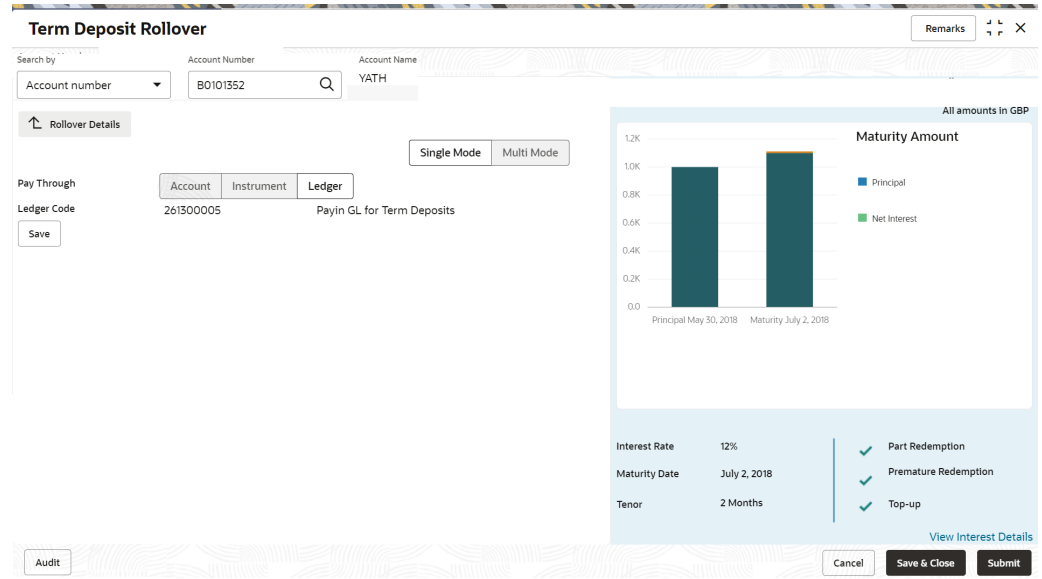 Term Deposit Rollover
Remarks
Search by
Account Number
Account Name
Account number
B0101352
YATH
Rollover Details
All amounts in GBP
Single Mode
Multi Mode
Pay Through
Account
Instrument
Ledger
Ledger Code
261300005
Payin GL for Term Deposits
Save
Maturity Amount
1.2K
1.0K
0.8K
0.6K
0.4K
0.2K
0.0
Principal May 30, 2018
Maturity July 2, 2018
Principal
Net Interest
Interest Rate 12%
Maturity Date July 2, 2018
Tenor 2 Months
Part Redemption
Premature Redemption
Top-up
View Interest Details
Audit
Cancel
Save & Close
Submit